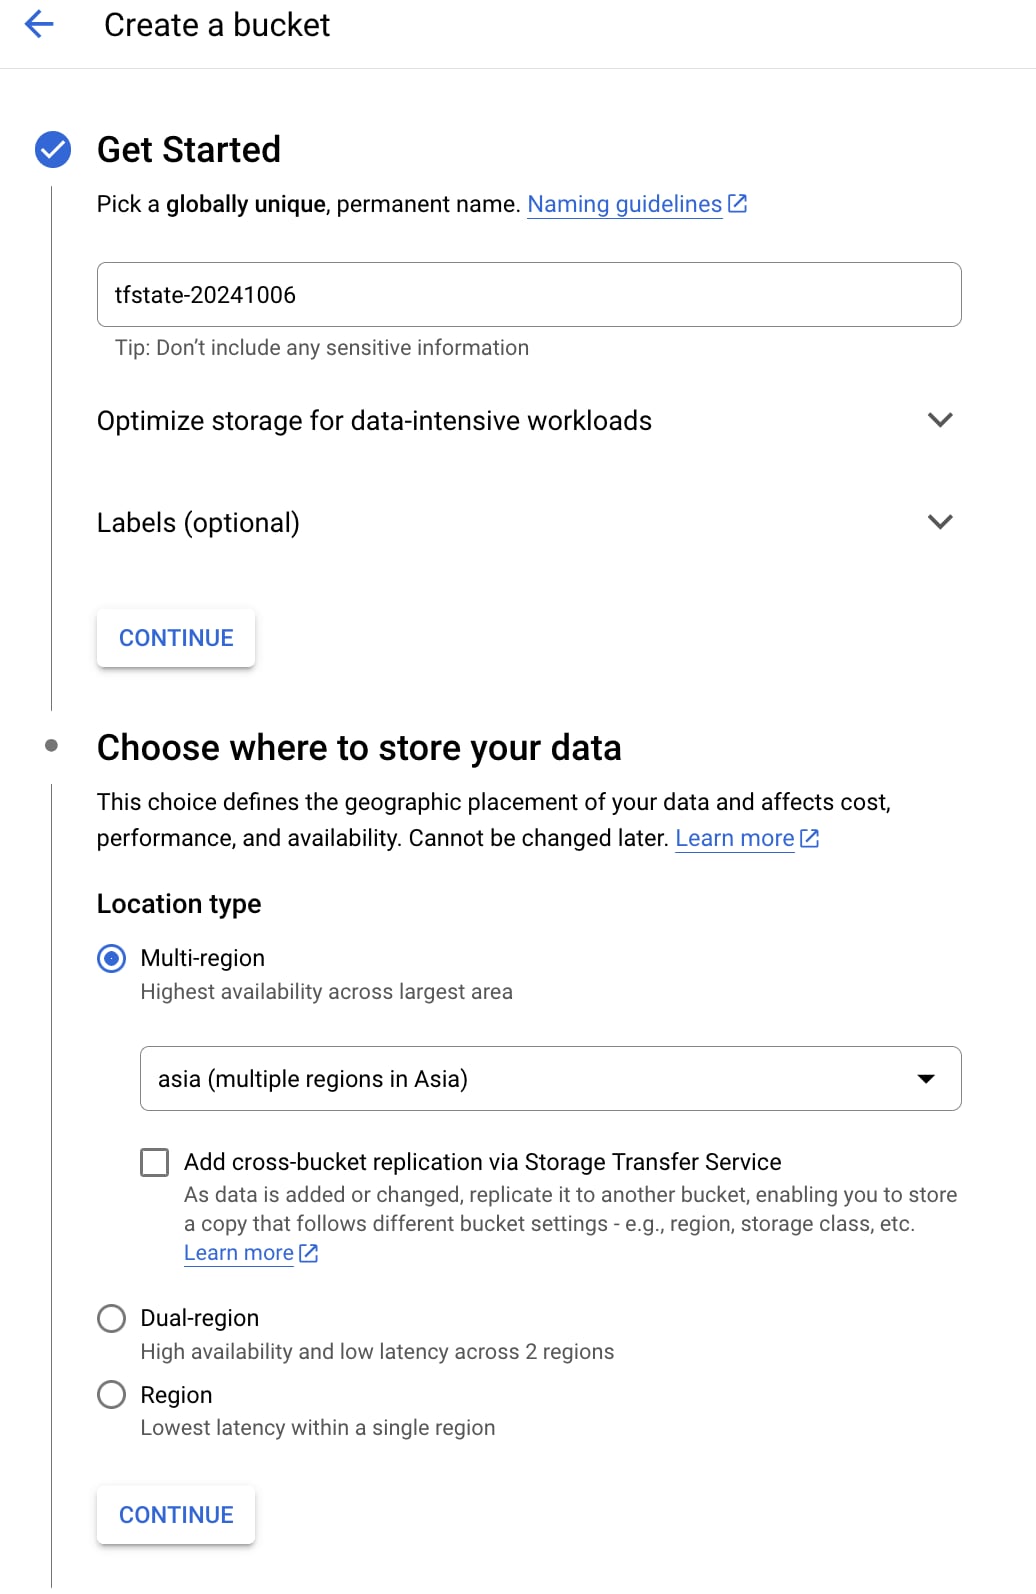 Create a bucket
Get Started
Pick a globally unique, permanent name. Naming guidelines
tfstate-20241006
Tip: Don’t include any sensitive information
Optimize storage for data-intensive workloads
Labels (optional)
CONTINUE
Choose where to store your data
This choice defines the geographic placement of your data and affects cost,
performance, and availability. Cannot be changed later. Learn more
Location type
Multi-region
Highest availability across largest area
asia (multiple regions in Asia)
Add cross-bucket replication via Storage Transfer Service
As data is added or changed, replicate it to another bucket, enabling you to store
a copy that follows different bucket settings - e.g., region, storage class, etc.
Learn more
Dual-region
High availability and low latency across 2 regions
Region
Lowest latency within a single region
CONTINUE